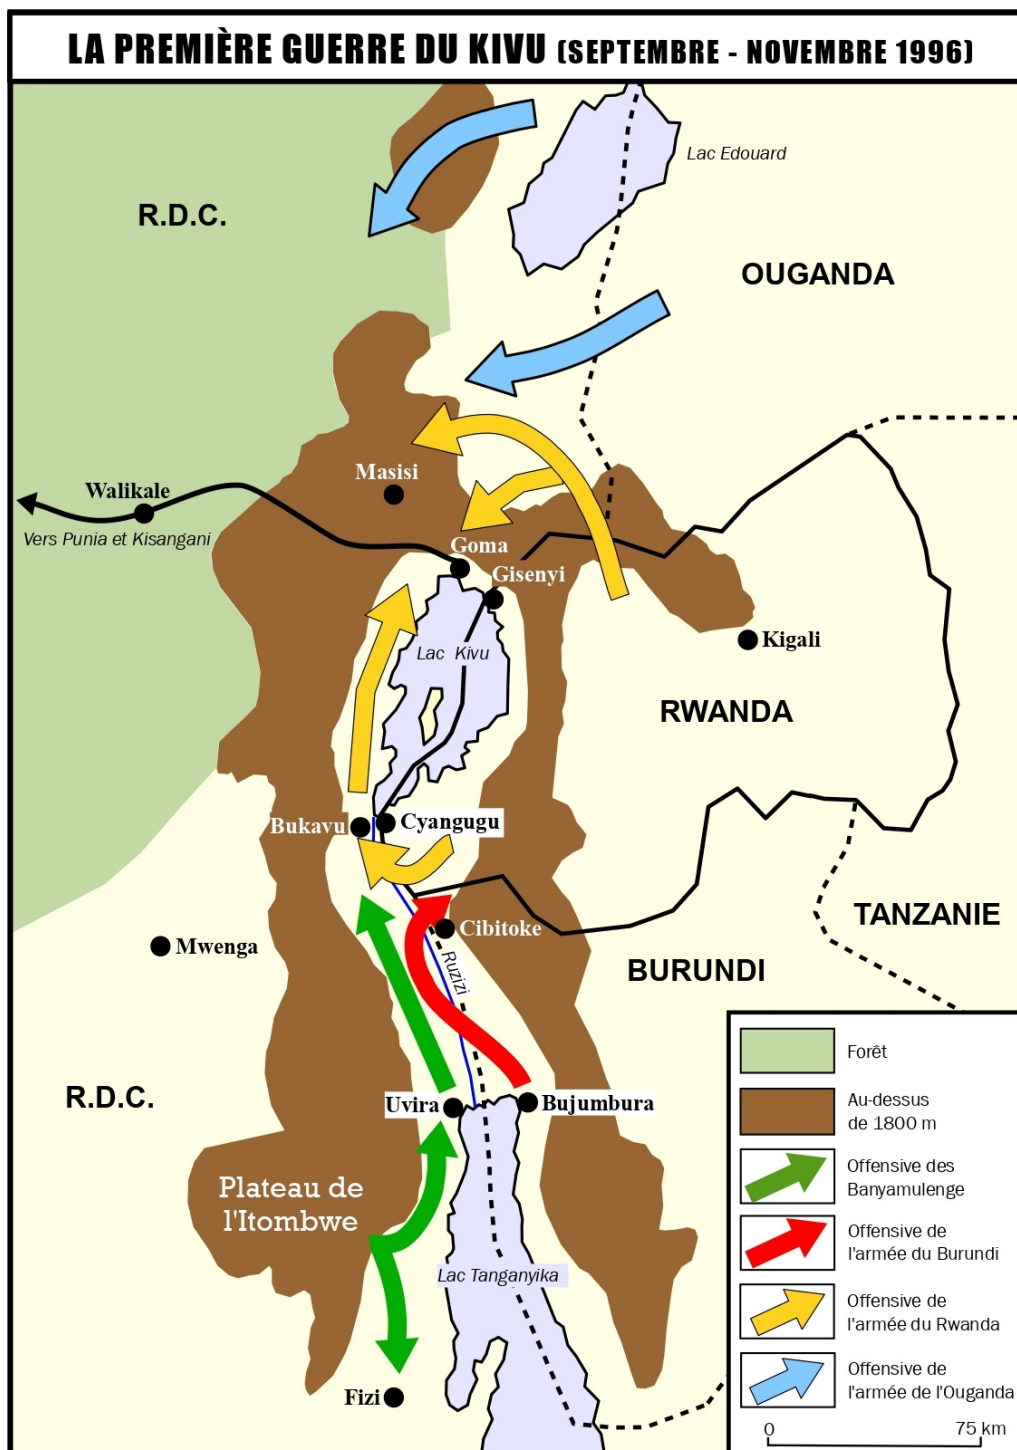 LA PREMIÈRE GUERRE DU KIVU (SEPTEMBRE - NOVEMBRE 1996)
Lac Edouard
R.D.C.
OUGANDA
Masisi
Walikale
Vers Punia et Kisangani
Goma
Gisenyi
Kigali
Lac Kivu
RWANDA
Bukavu
Cyangugu
TANZANIE
Cibitoke
Mwenga
Ruzizi
BURUNDI
R.D.C.
Uvira
Bujumbura
Plateau de
l'Itombwe
Lac Tanganyika
Fizi
Forêt
Au-dessus
de 1800 m
Offensive des
Banyamulenge
Offensive de
l'armée du Burundi
Offensive de
l'armée du Rwanda
Offensive de
l'armée de l'Ouganda
0 75 km